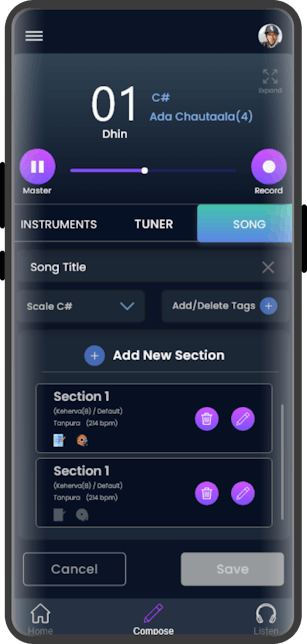 Expand
01
C#
Ada Chautaala(4)
Dhin
Master
Record
INSTRUMENTS
TUNER
SONG
Song Title
Scale C#
Add/Delete Tags
Add New Section
Section 1
(Keherva(8) / Default)
Tanpura (214 bpm)
Section 1
(Keherva(8) / Default)
Tanpura (214 bpm)
Cancel
Save
Home
Compose
Listen